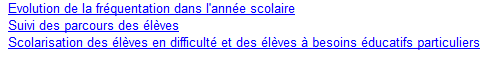 Evolution de la fréquentation dans l'année scolaire
Suivi des parcours des élèves
Scolarisation des élèves en difficulté et des élèves à besoins éducatifs particuliers